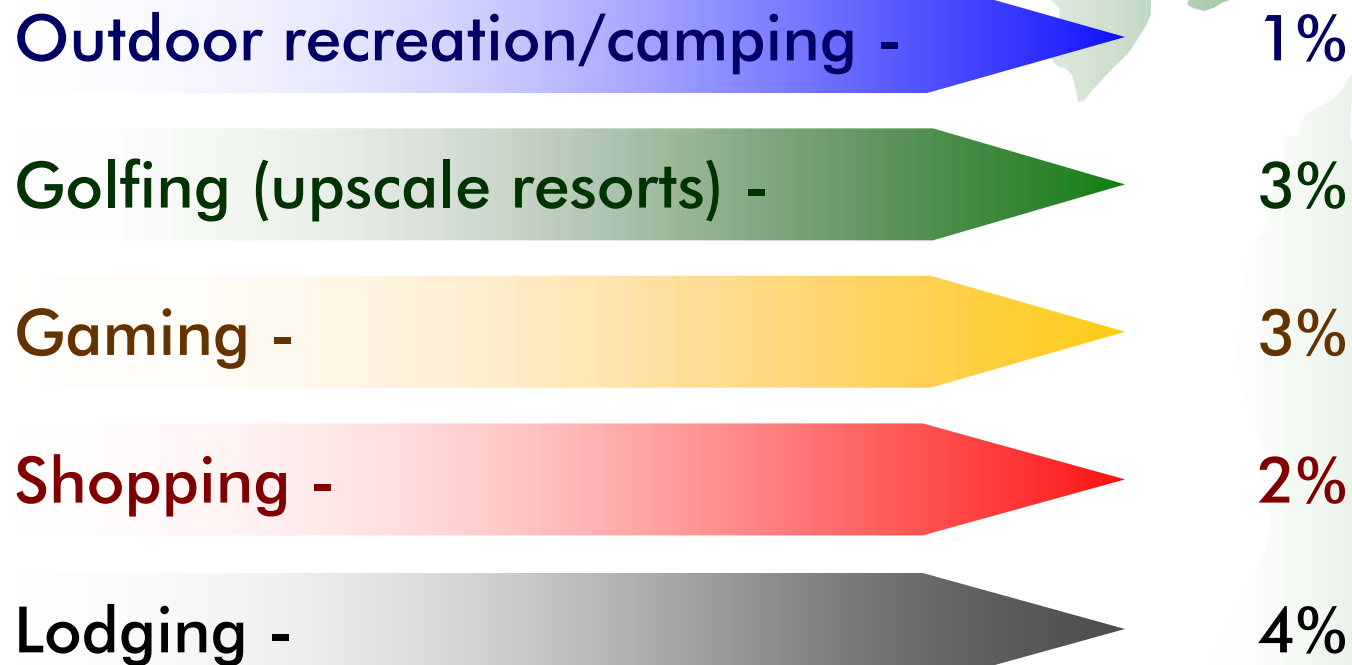 Outdoor recreation/camping - 1%
Golfing (upscale resorts) - 3%
Gaming - 3%
Shopping - 2%
Lodging - 4%